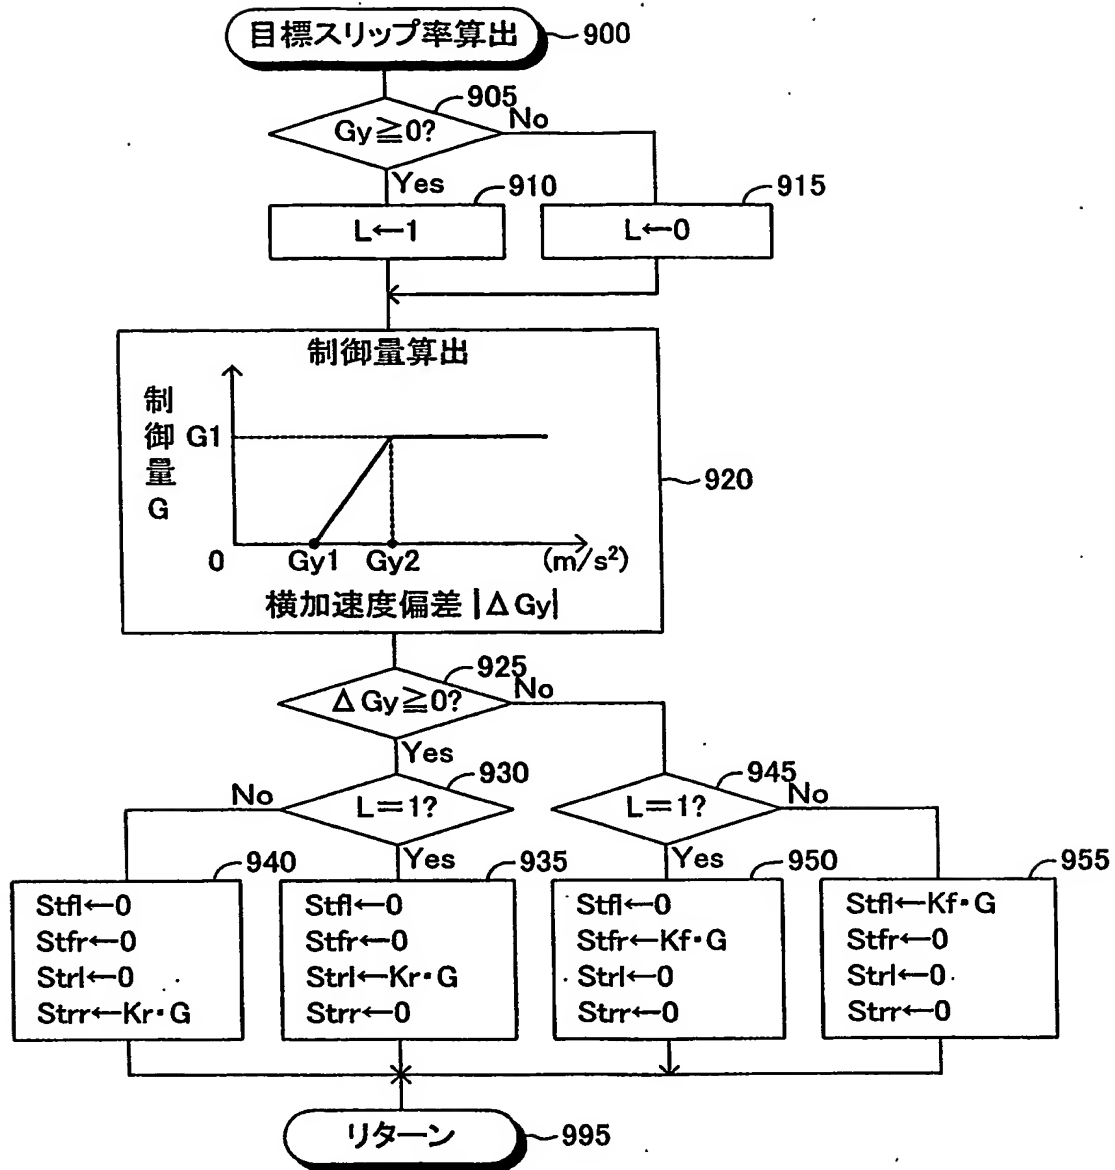 目標スリップ率算出
900
905
Gy≧0?
No
Yes
910
915
L←1
L←0
制御量算出
制御量G
G1
920
0
Gy1
Gy2
(m/s²)
横加速度偏差|ΔGy|
925
ΔGy≧0?
No
Yes
930
945
No
L=1?
L=1?
No
Yes
Yes
940
935
950
955
Stfl←0
Stfr←0
Strl←0
Strr←Kr・G
Stfl←0
Stfr←0
Strl←Kr・G
Strr←0
Stfl←0
Stfr←Kf・G
Strl←0
Strr←0
Stfl←Kf・G
Stfr←0
Strl←0
Strr←0
リターン
995